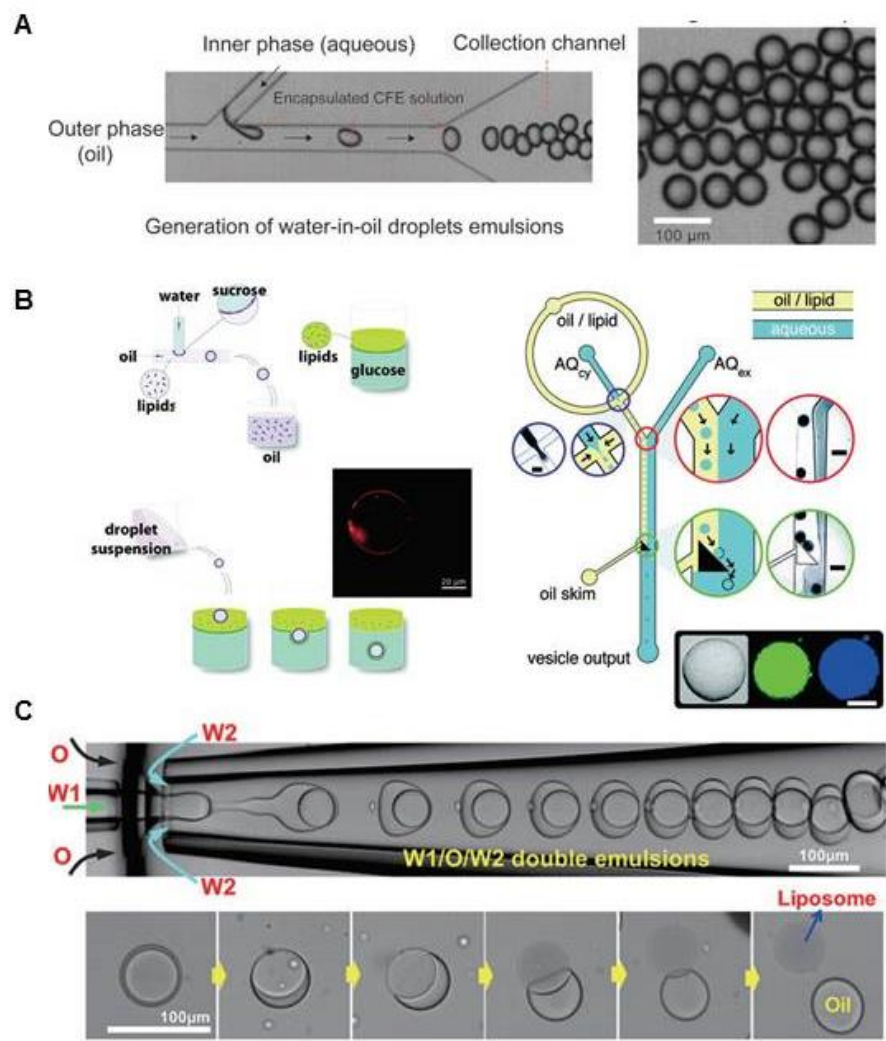 A
Inner phase (aqueous)
Collection channel
Encapsulated CFE solution
Outer phase
(oil)
Generation of water-in-oil droplets emulsions
100 µm
B
water
sucrose
oil
lipids
oil
lipids
glucose
droplet
suspension
20 µm
oil / lipid
AQcy
AQex
oil / lipid
aqueous
oil skim
vesicle output
C
O
W2
W1
O
W2
W1/O/W2 double emulsions
100µm
Liposome
100µm
Oil